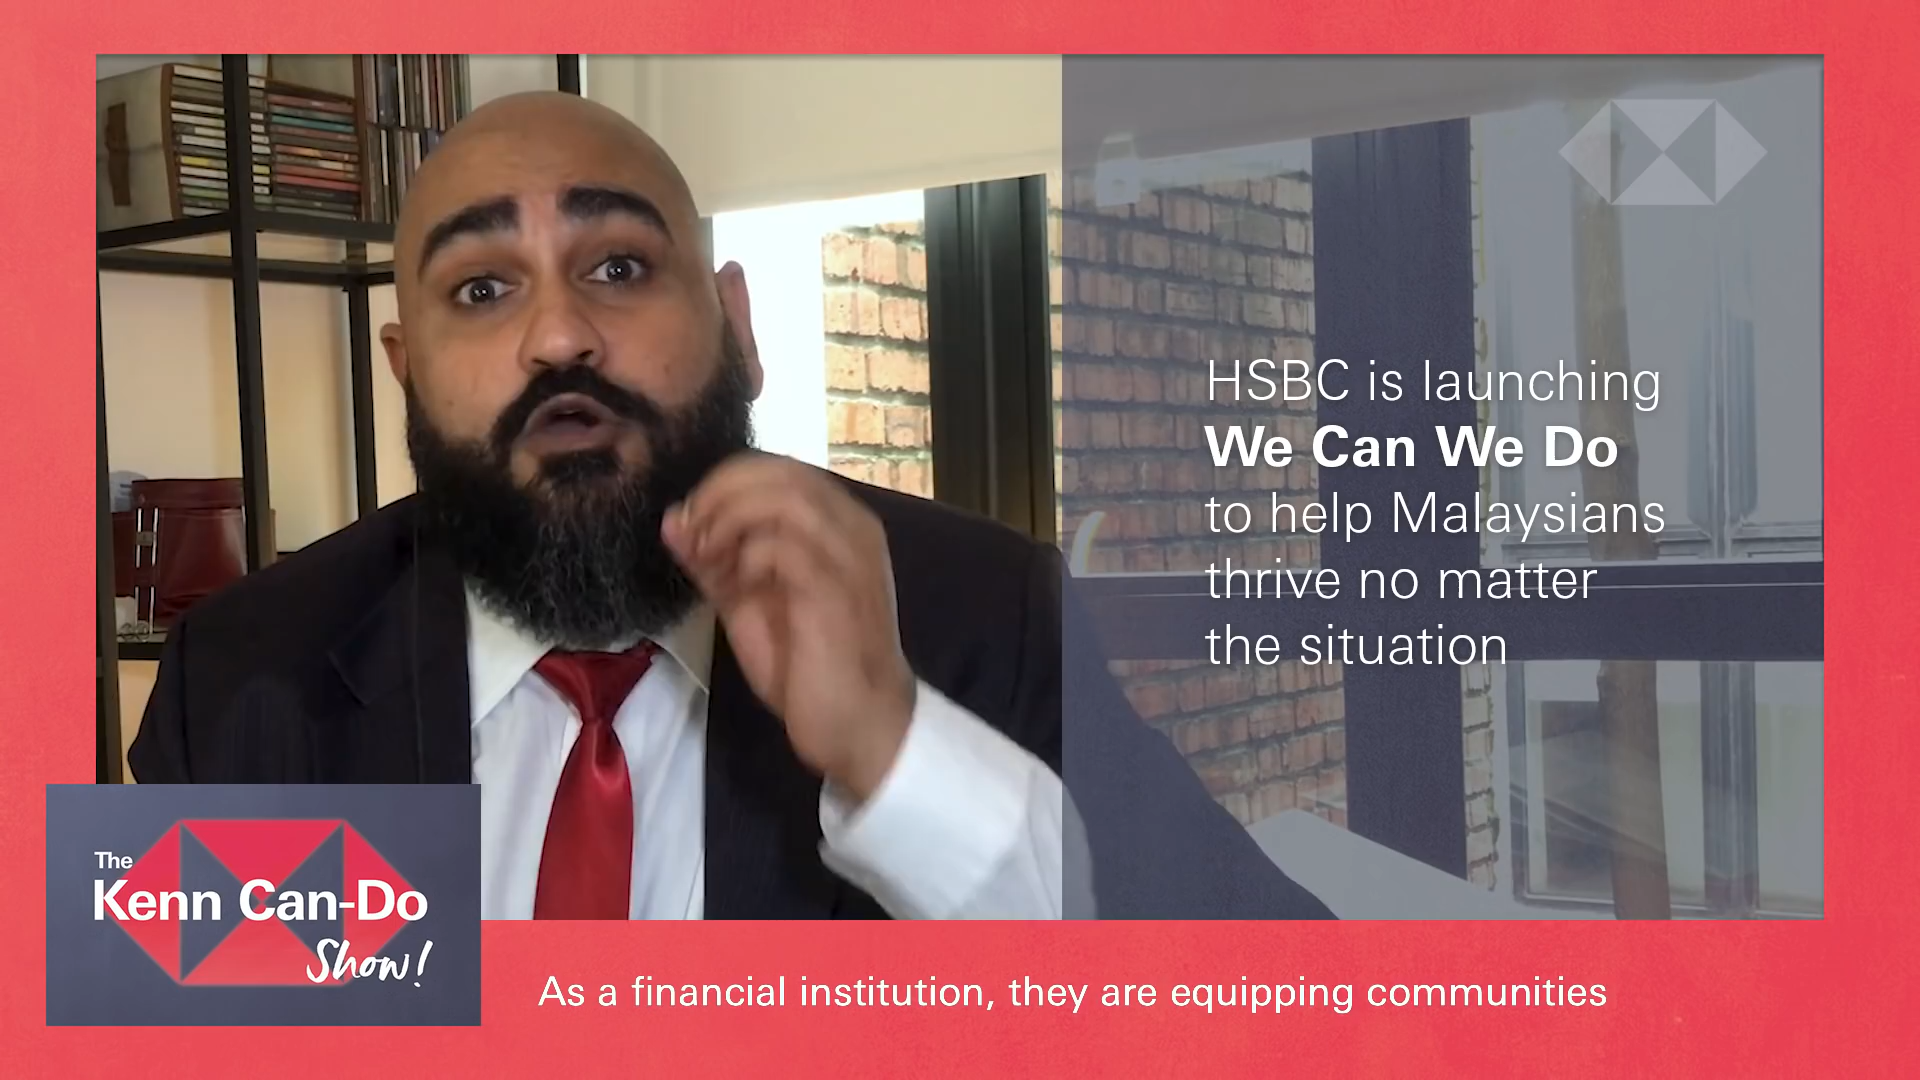 HSBC is launching
We Can We Do
to help Malaysians
thrive no matter
the situation
The
Kenn Can-Do
Show!
As a financial institution, they are equipping communities